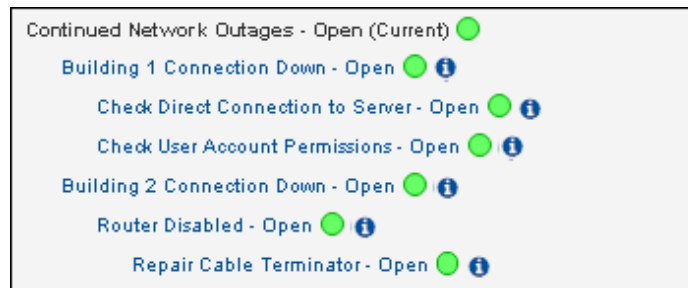 Continued Network Outages - Open (Current)
Building 1 Connection Down - Open
Check Direct Connection to Server - Open
Check User Account Permissions - Open
Building 2 Connection Down - Open
Router Disabled - Open
Repair Cable Terminator - Open